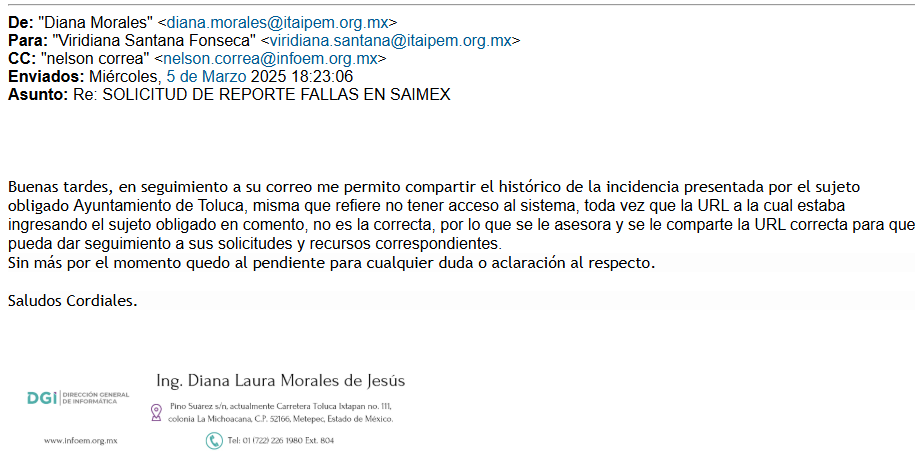 De: "Diana Morales" <diana.morales@itaipem.org.mx>
Para: "Viridiana Santana Fonseca" <viridiana.santana@itaipem.org.mx>
CC: "nelson correa" <nelson.correa@infoem.org.mx>
Enviados: Miércoles, 5 de Marzo 2025 18:23:06
Asunto: Re: SOLICITUD DE REPORTE FALLAS EN SAIMEX
Buenas tardes, en seguimiento a su correo me permito compartir el histórico de la incidencia presentada por el sujeto
obligado Ayuntamiento de Toluca, misma que refiere no tener acceso al sistema, toda vez que la URL a la cual estaba
ingresando el sujeto obligado en comento, no es la correcta, por lo que se le asesora y se le comparte la URL correcta para que
pueda dar seguimiento a sus solicitudes y recursos correspondientes.
Sin más por el momento quedo al pendiente para cualquier duda o aclaración al respecto.
Saludos Cordiales.
Ing. Diana Laura Morales de Jesús
DGI DIRECCIÓN GENERAL
DE INFORMÁTICA
Pino Suárez s/n, actualmente Carretera Toluca Ixtapan no. 111,
colonia La Michoacana, C.P. 52166, Metepec, Estado de México.
www.infoem.org.mx
Tel: 01 (722) 226 1980 Ext. 804